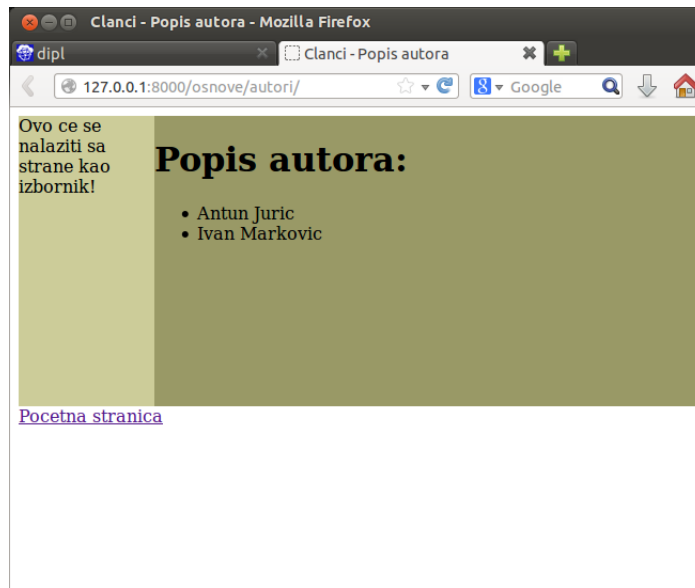 Clanci - Popis autora - Mozilla Firefox
dipl
Clanci - Popis autora
127.0.0.1:8000/osnove/autori/
Google
Ovo ce se
nalaziti sa
strane kao
izbornik!
Popis autora:
• Antun Juric
• Ivan Markovic
Pocetna stranica